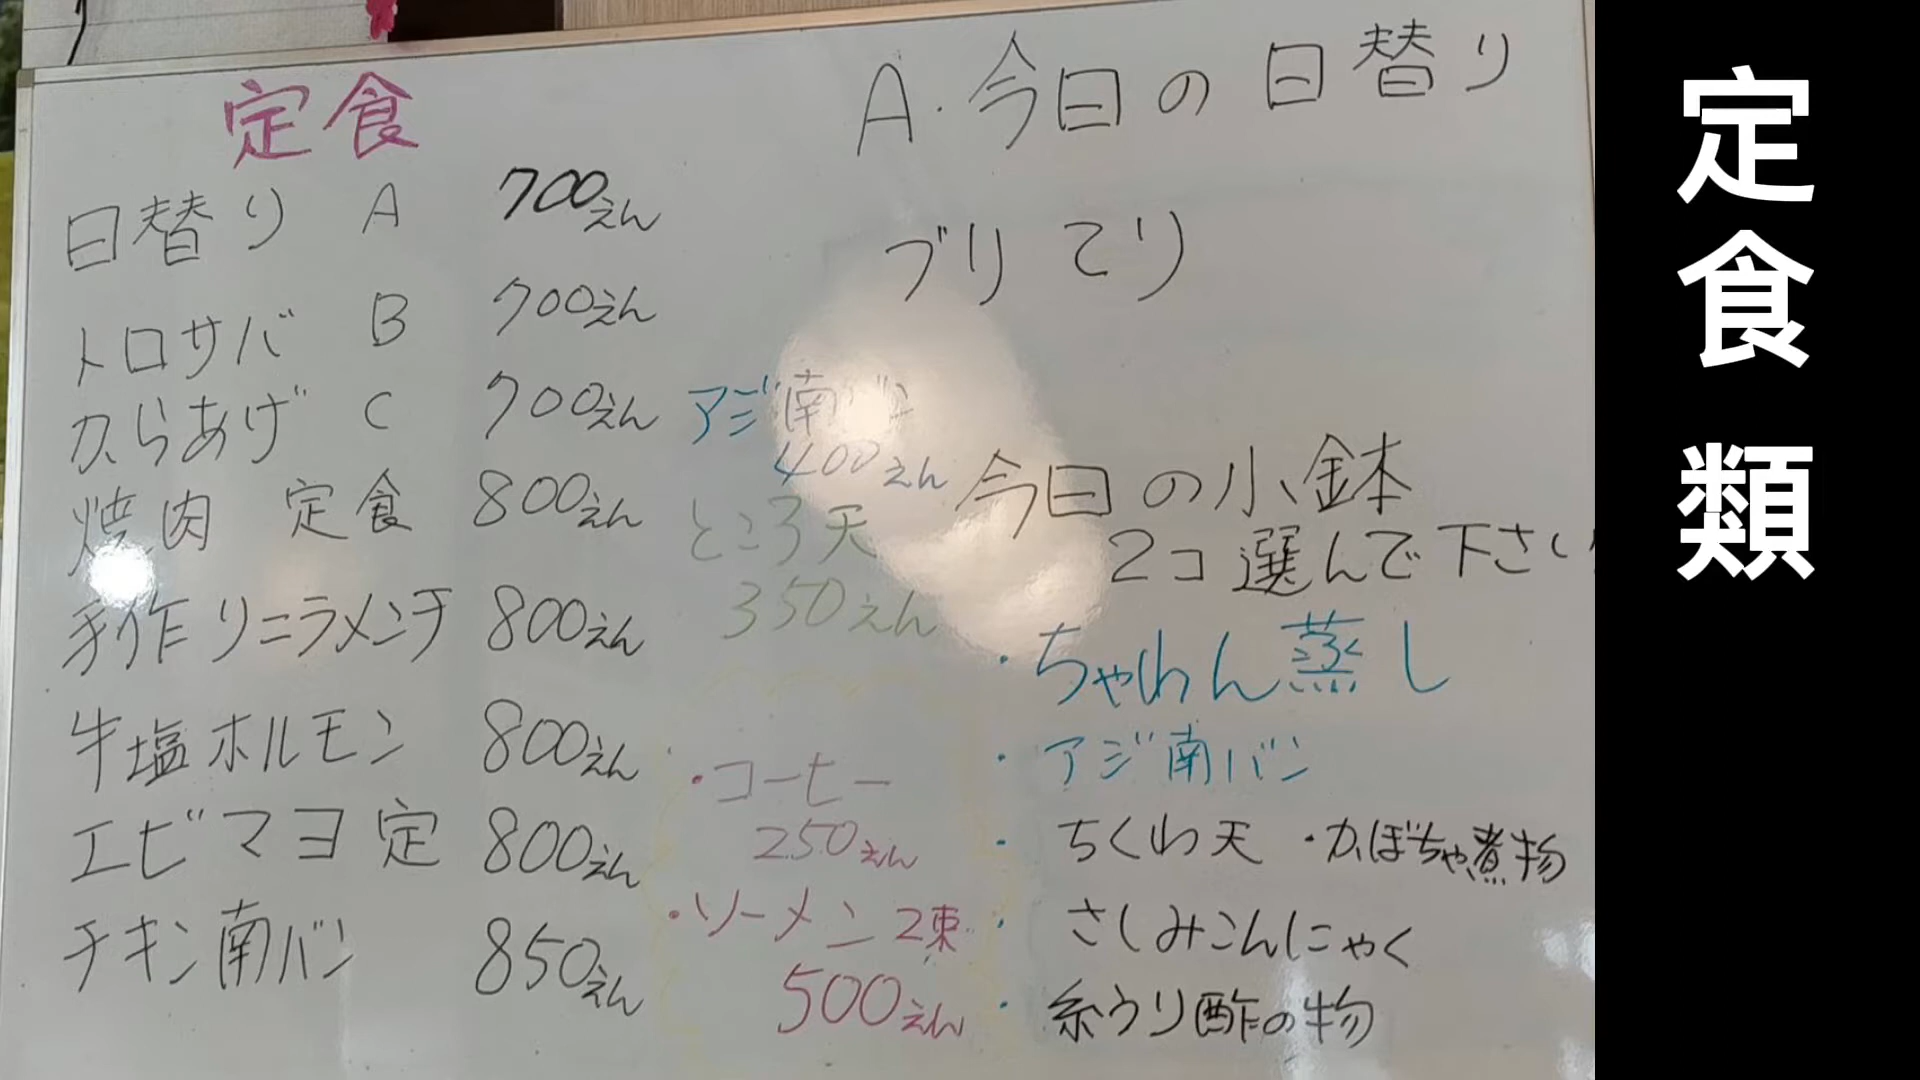 定食
日替り A 700えん
トロサバ B 700えん
からあげ C 700えん
焼肉 定食 800えん
手作リニラメンチ 800えん
牛塩ホルモン 800えん
エビマヨ定 800えん
チキン南バン 850えん
アジ南バン
400えん
ところ天
350えん
・コーヒー
250えん
・ソーメン2束
500えん
A・今日の日替り
ブリてり
今日の小鉢
2コ選んで下さい
・ちゃわん蒸し
・アジ南バン
・ちくわ天 ・かぼちゃ煮物
・さしみこんにゃく
・糸うり酢の物
定食類